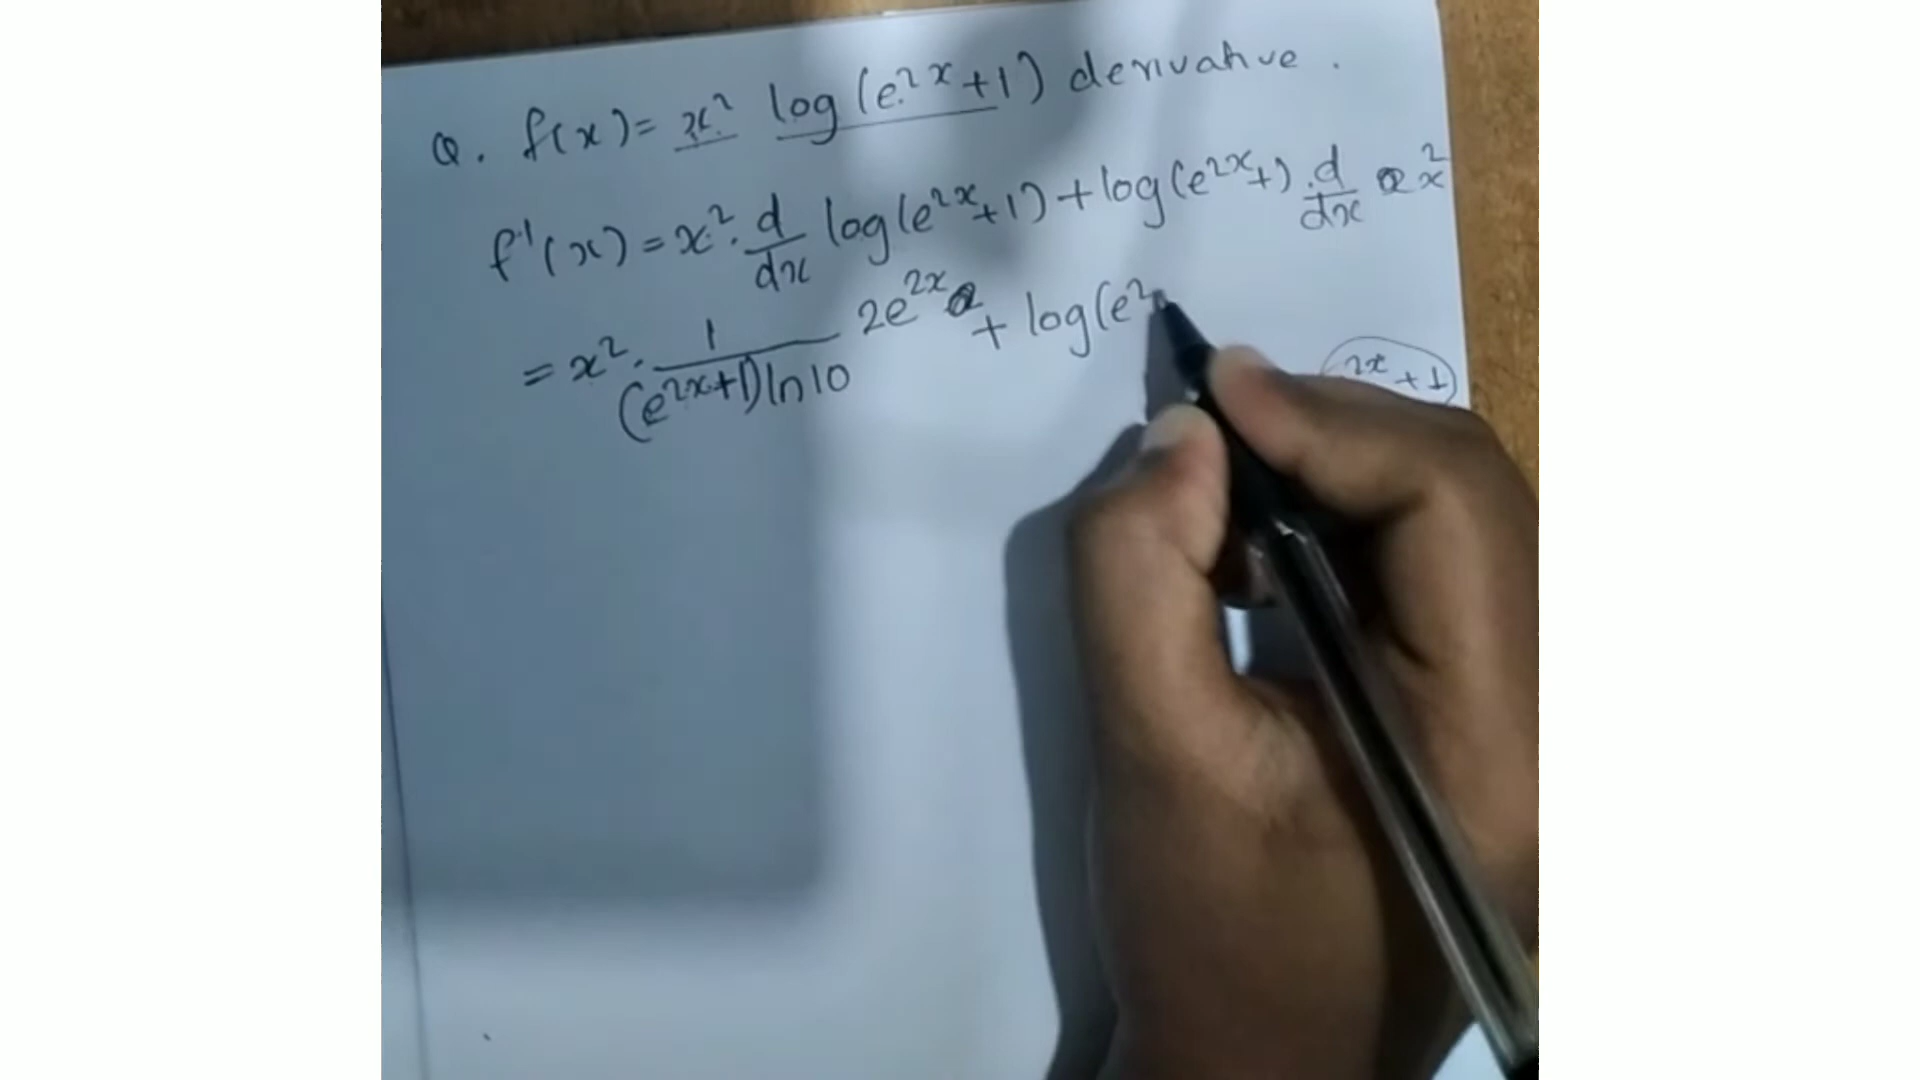 Q. f(x) = x² log(e²ˣ+1) derivative.
f'(x) = x². d/dx log(e²ˣ+1) + log(e²ˣ+) . d/dx x²
= x². 1/(e²ˣ+1)ln10 2e²ˣ + log(e²
2x + 1